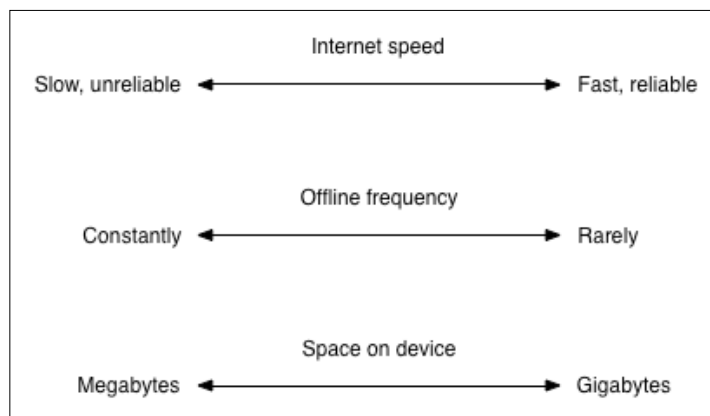 Internet speed
Slow, unreliable Fast, reliable
Offline frequency
Constantly Rarely
Space on device
Megabytes Gigabytes